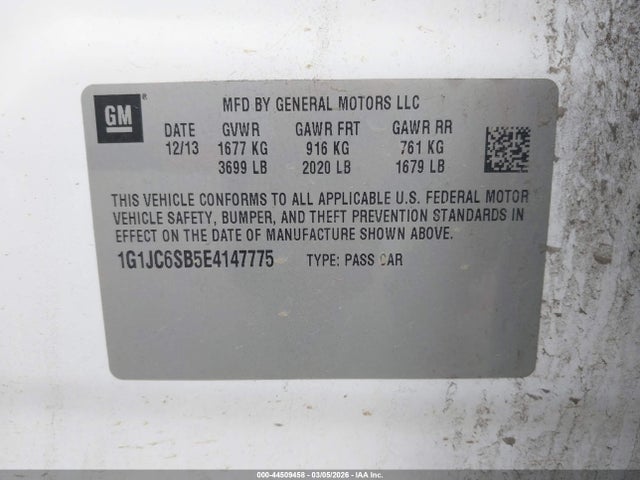 GM®
MFD BY GENERAL MOTORS LLC
DATE GVWR GAWR FRT GAWR RR
12/13 1677 KG 916 KG 761 KG
3699 LB 2020 LB 1679 LB
THIS VEHICLE CONFORMS TO ALL APPLICABLE U.S. FEDERAL MOTOR
VEHICLE SAFETY, BUMPER, AND THEFT PREVENTION STANDARDS IN
EFFECT ON THE DATE OF MANUFACTURE SHOWN ABOVE.
1G1JC6SB5E4147775 TYPE: PASS CAR
000-44509458 - 03/05/2026 - IAA Inc.